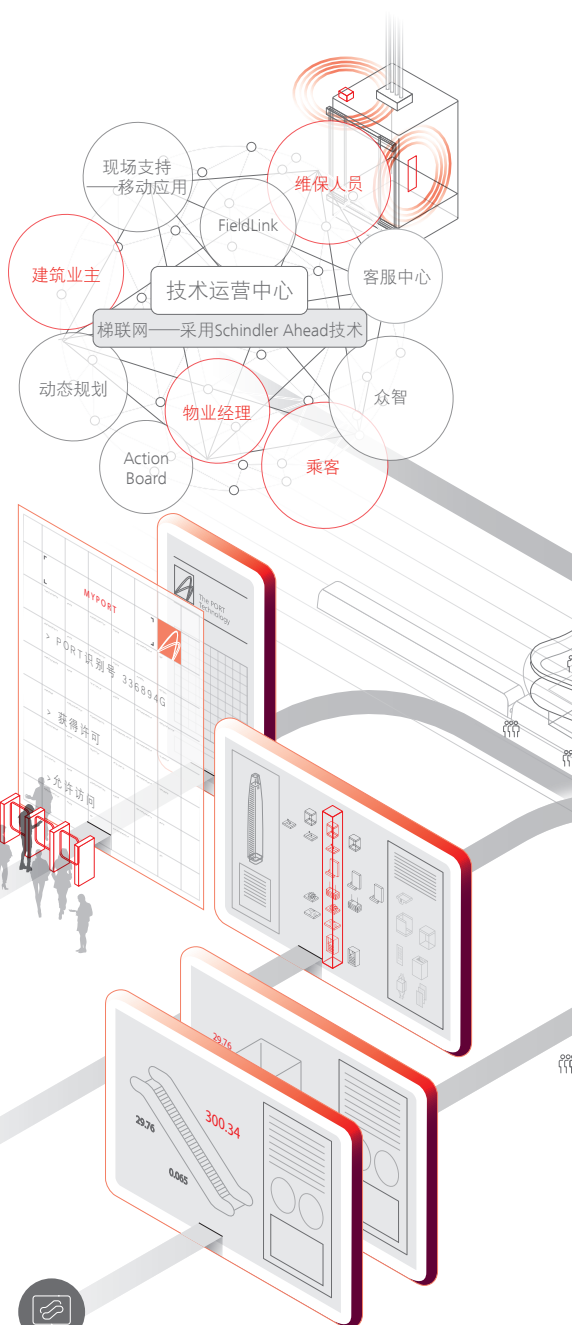 现场支持
——移动应用
维保人员
FieldLink
建筑业主
技术运营中心
客服中心
梯联网——采用Schindler Ahead技术
动态规划
物业经理
众智
Action
Board
乘客
The PORT
Technology
MYPORT
> PORT识别号 336894G
> 获得许可
>允许访问
29.76
300.34
29.76
0.065